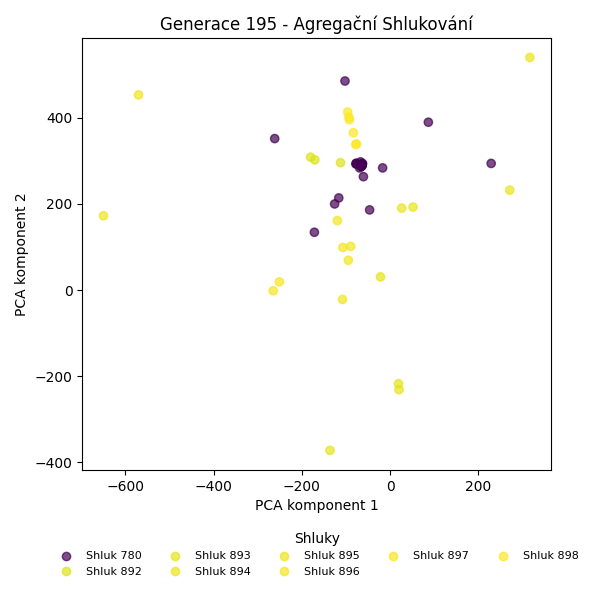 Generace 195 - Agregační Shlukování
PCA komponent 2
400
200
0
−200
−400
−600 −400 −200 0 200
PCA komponent 1
Shluky
Shluk 780 Shluk 893 Shluk 895 Shluk 897 Shluk 898
Shluk 892 Shluk 894 Shluk 896